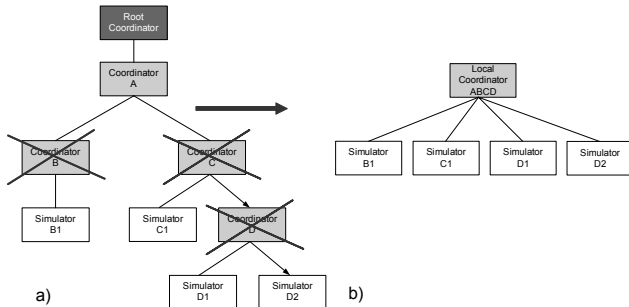 Root
Coordinator
Coordinator
A
Coordinator
B
Coordinator
C
Simulator
B1
Simulator
C1
Coordinator
D
Simulator
D1
Simulator
D2
a)
Local
Coordinator
ABCD
Simulator
B1
Simulator
C1
Simulator
D1
Simulator
D2
b)